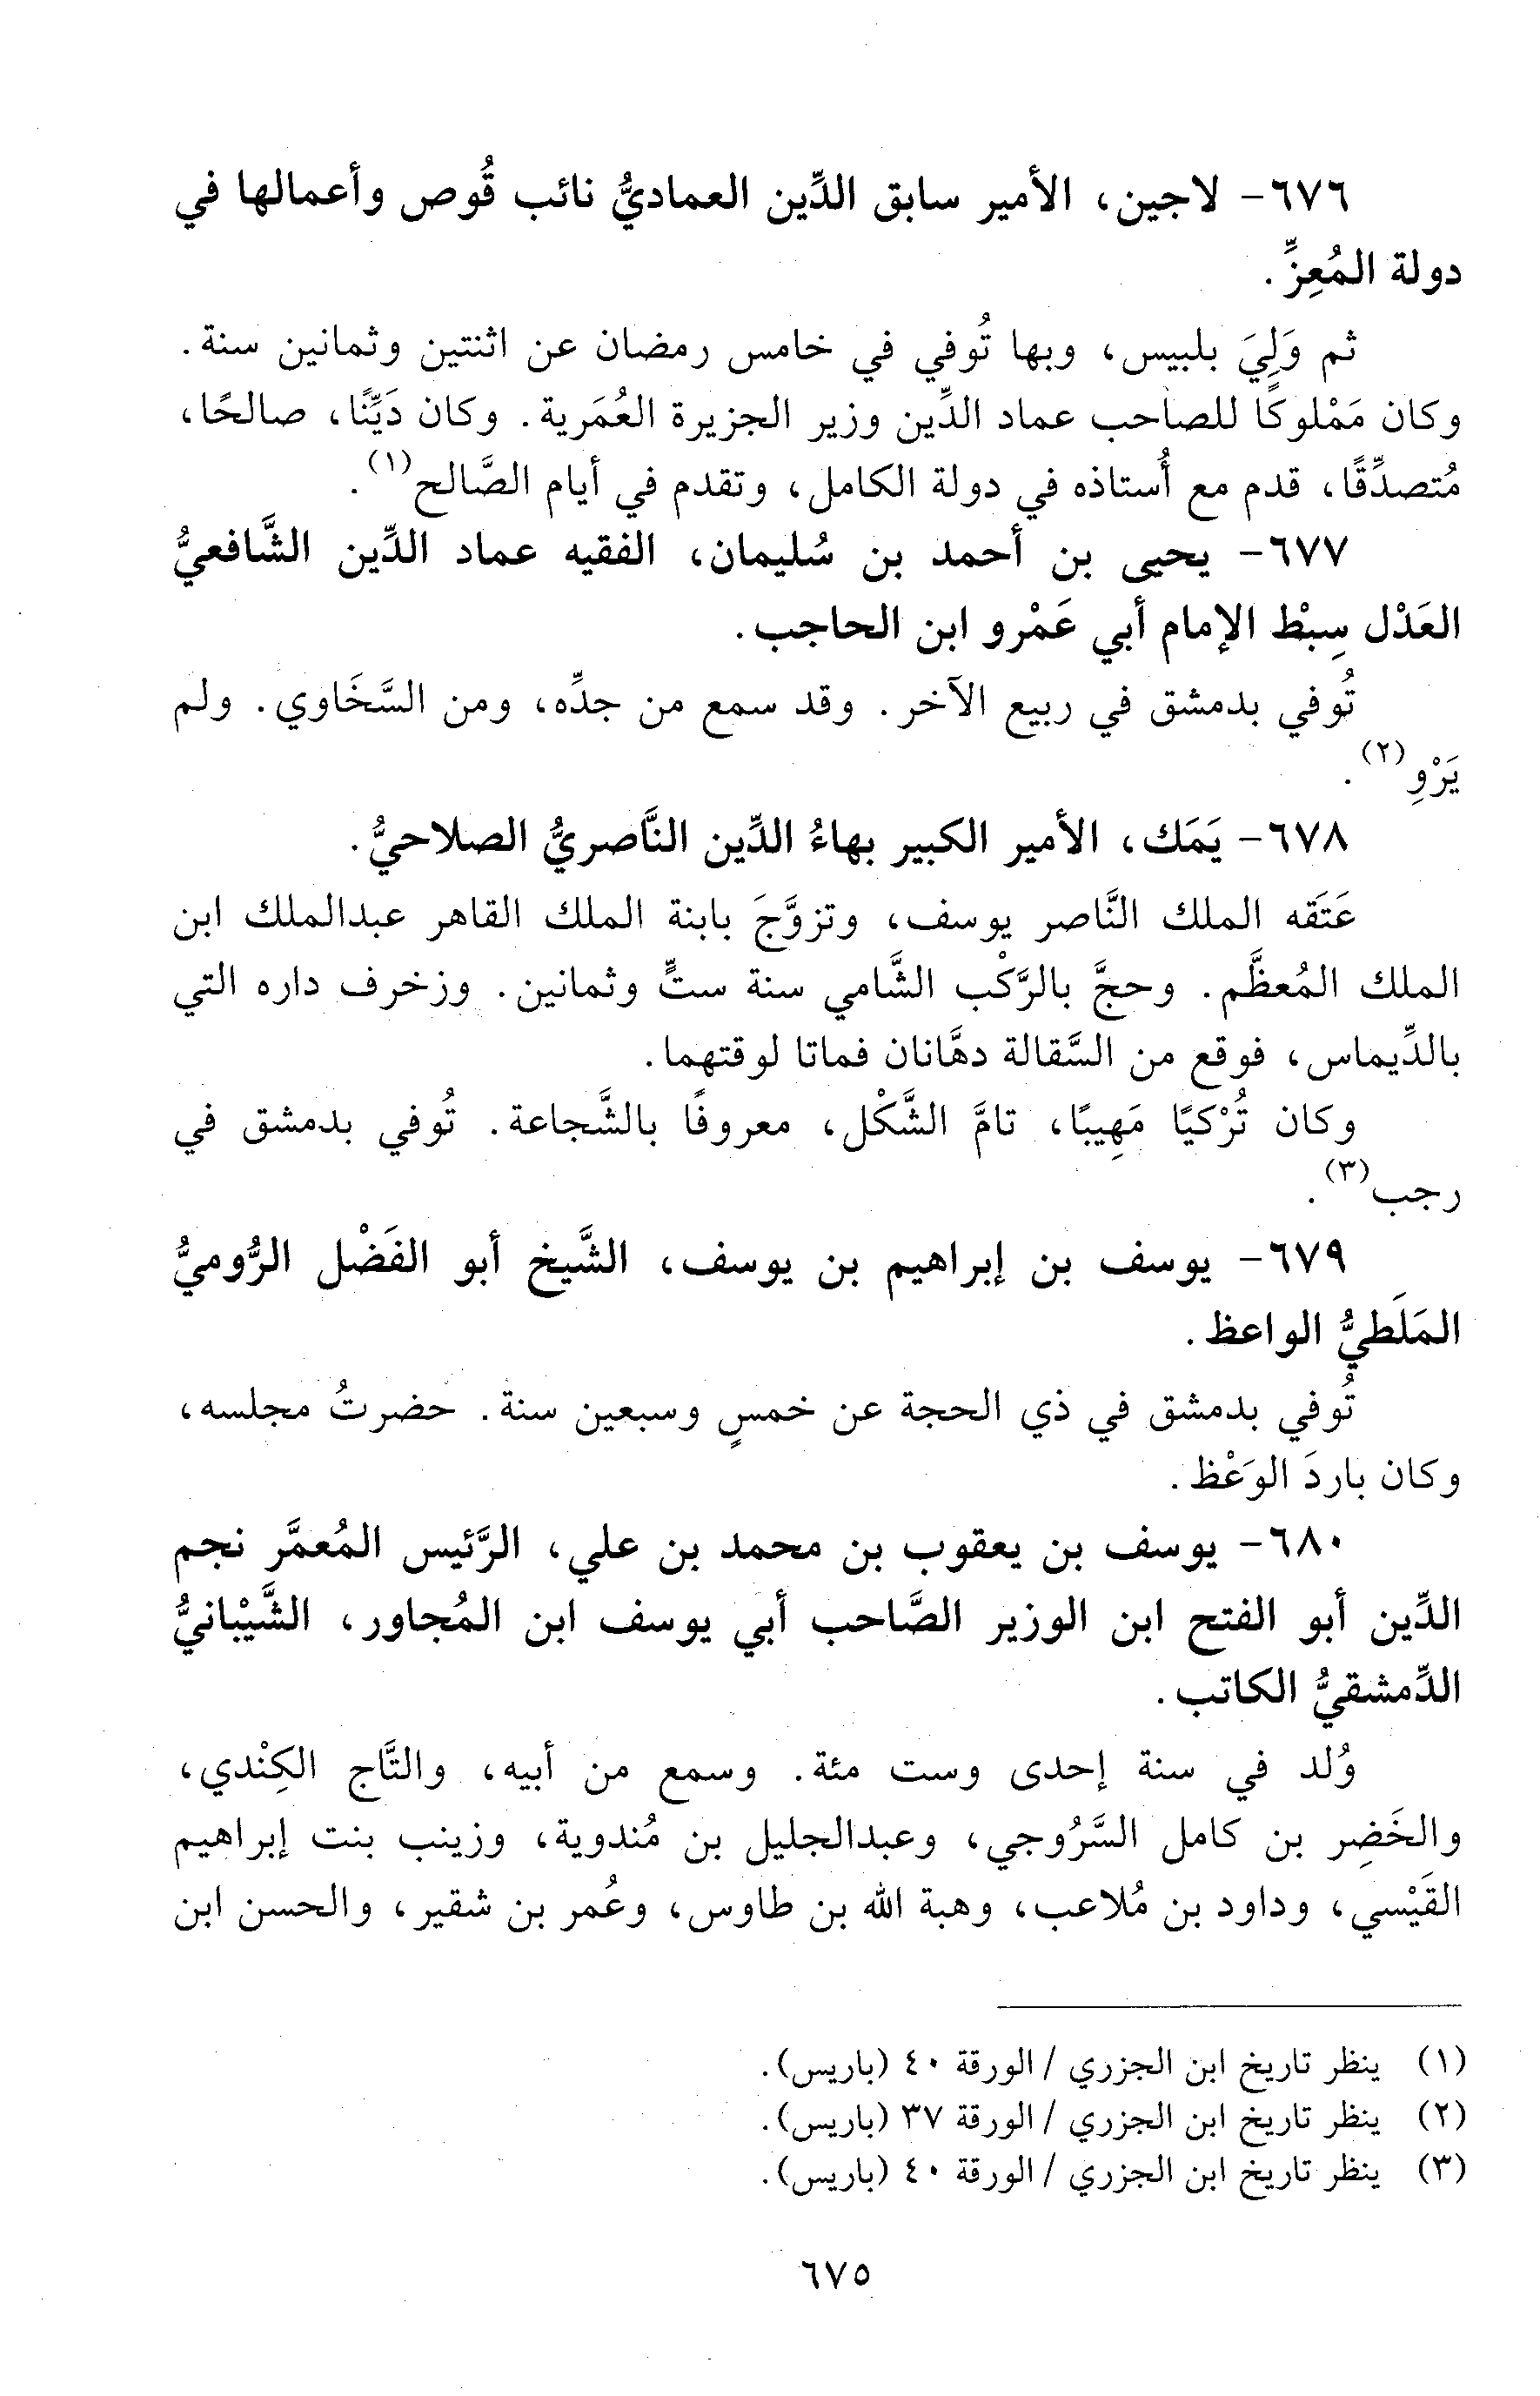 ٦٧٦- لاجين، الأمير سابق الدِّين العماديُّ نائب قُوص وأعمالها في
دولة المُعِزِّ.
ثم وَلِيَ بلبيس، وبها تُوفي في خامس رمضان عن اثنتين وثمانين سنة.
وكان مَمْلوكًا للصاحب عماد الدِّين وزير الجزيرة العُمَرية. وكان دَيِّنًا، صالحًا،
مُتصدِّقًا، قدم مع أُستاذه في دولة الكامل، وتقدم في أيام الصَّالح(١).
٦٧٧- يحيى بن أحمد بن سُليمان، الفقيه عماد الدِّين الشَّافعيُّ
العَدْل سِبْط الإمام أبي عَمْرو ابن الحاجب.
تُوفي بدمشق في ربيع الآخر. وقد سمع من جدِّه، ومن السَّخَاوي. ولم
يَرْوِ(٢).
٦٧٨- يَمَك، الأمير الكبير بهاءُ الدِّين النَّاصريُّ الصلاحيُّ.
عَتَقه الملك النَّاصر يوسف، وتزوَّجَ بابنة الملك القاهر عبدالملك ابن
الملك المُعظَّم. وحجَّ بالرَّكْب الشَّامي سنة ستٍّ وثمانين. وزخرف داره التي
بالدِّيماس، فوقع من السَّقالة دهَّانان فماتا لوقتهما.
وكان تُرْكيًا مَهِيبًا، تامَّ الشَّكْل، معروفًا بالشَّجاعة. تُوفي بدمشق في
رجب(٣).
٦٧٩- يوسف بن إبراهيم بن يوسف، الشَّيخ أبو الفَضْل الرُّوميُّ
المَلَطيُّ الواعظ.
تُوفي بدمشق في ذي الحجة عن خمسٍ وسبعين سنة. حضرتُ مجلسه،
وكان باردَ الوَعْظ.
٦٨٠- يوسف بن يعقوب بن محمد بن علي، الرَّئيس المُعمَّر نجم
الدِّين أبو الفتح ابن الوزير الصَّاحب أبي يوسف ابن المُجاور، الشَّيْبانيُّ
الدِّمشقيُّ الكاتب.
وُلد في سنة إحدى وست مئة. وسمع من أبيه، والتَّاج الكِنْدي،
والخَضِر بن كامل السَّرُوجي، وعبدالجليل بن مُندوية، وزينب بنت إبراهيم
القَيْسي، وداود بن مُلاعب، وهبة الله بن طاوس، وعُمر بن شقير، والحسن ابن
(١) ينظر تاريخ ابن الجزري / الورقة ٤٠ (باريس).
(٢) ينظر تاريخ ابن الجزري / الورقة ٣٧ (باريس).
(٣) ينظر تاريخ ابن الجزري / الورقة ٤٠ (باريس).
٦٧٥